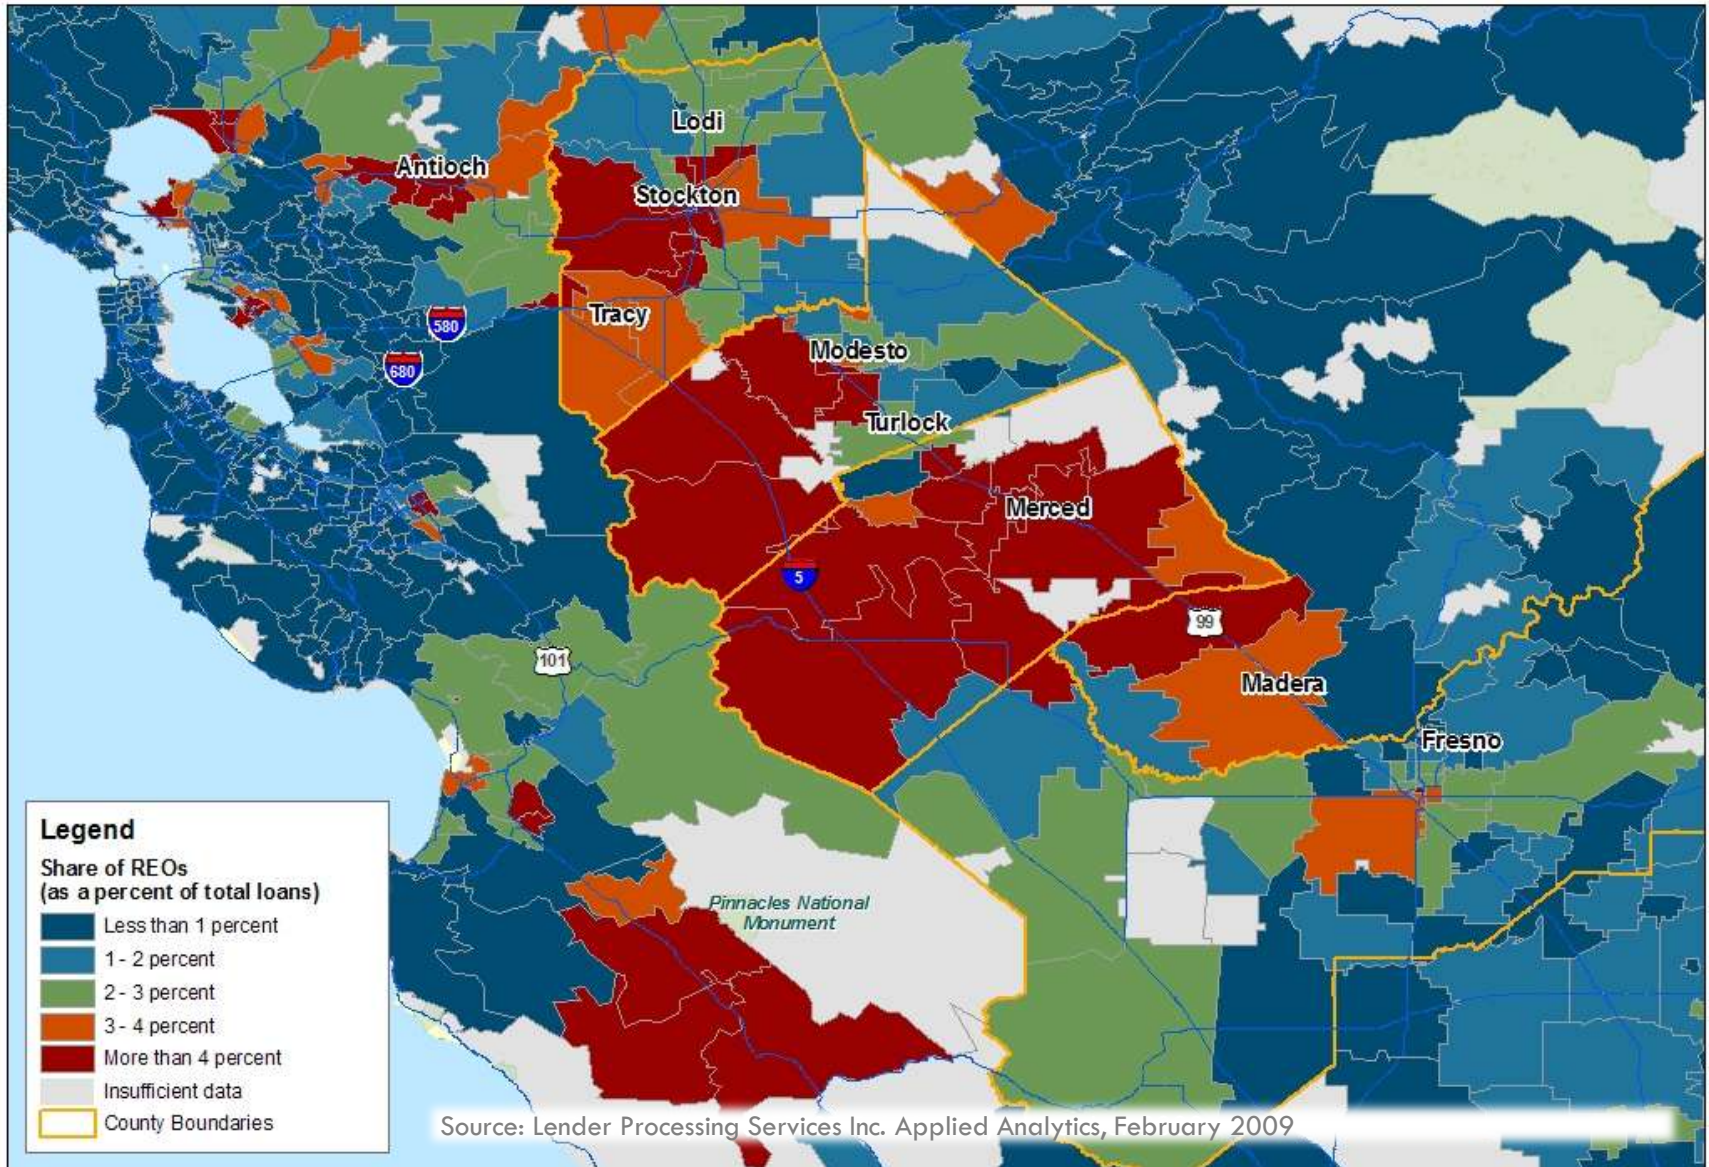 Lodi
Antioch
Stockton
Tracy
580
Modesto
680
Turlock
Merced
5
99
101
Madera
Fresno
Pinnacles National
Monument
Legend
Share of REOs
(as a percent of total loans)
Less than 1 percent
1 - 2 percent
2 - 3 percent
3 - 4 percent
More than 4 percent
Insufficient data
County Boundaries
Source: Lender Processing Services Inc. Applied Analytics, February 2009